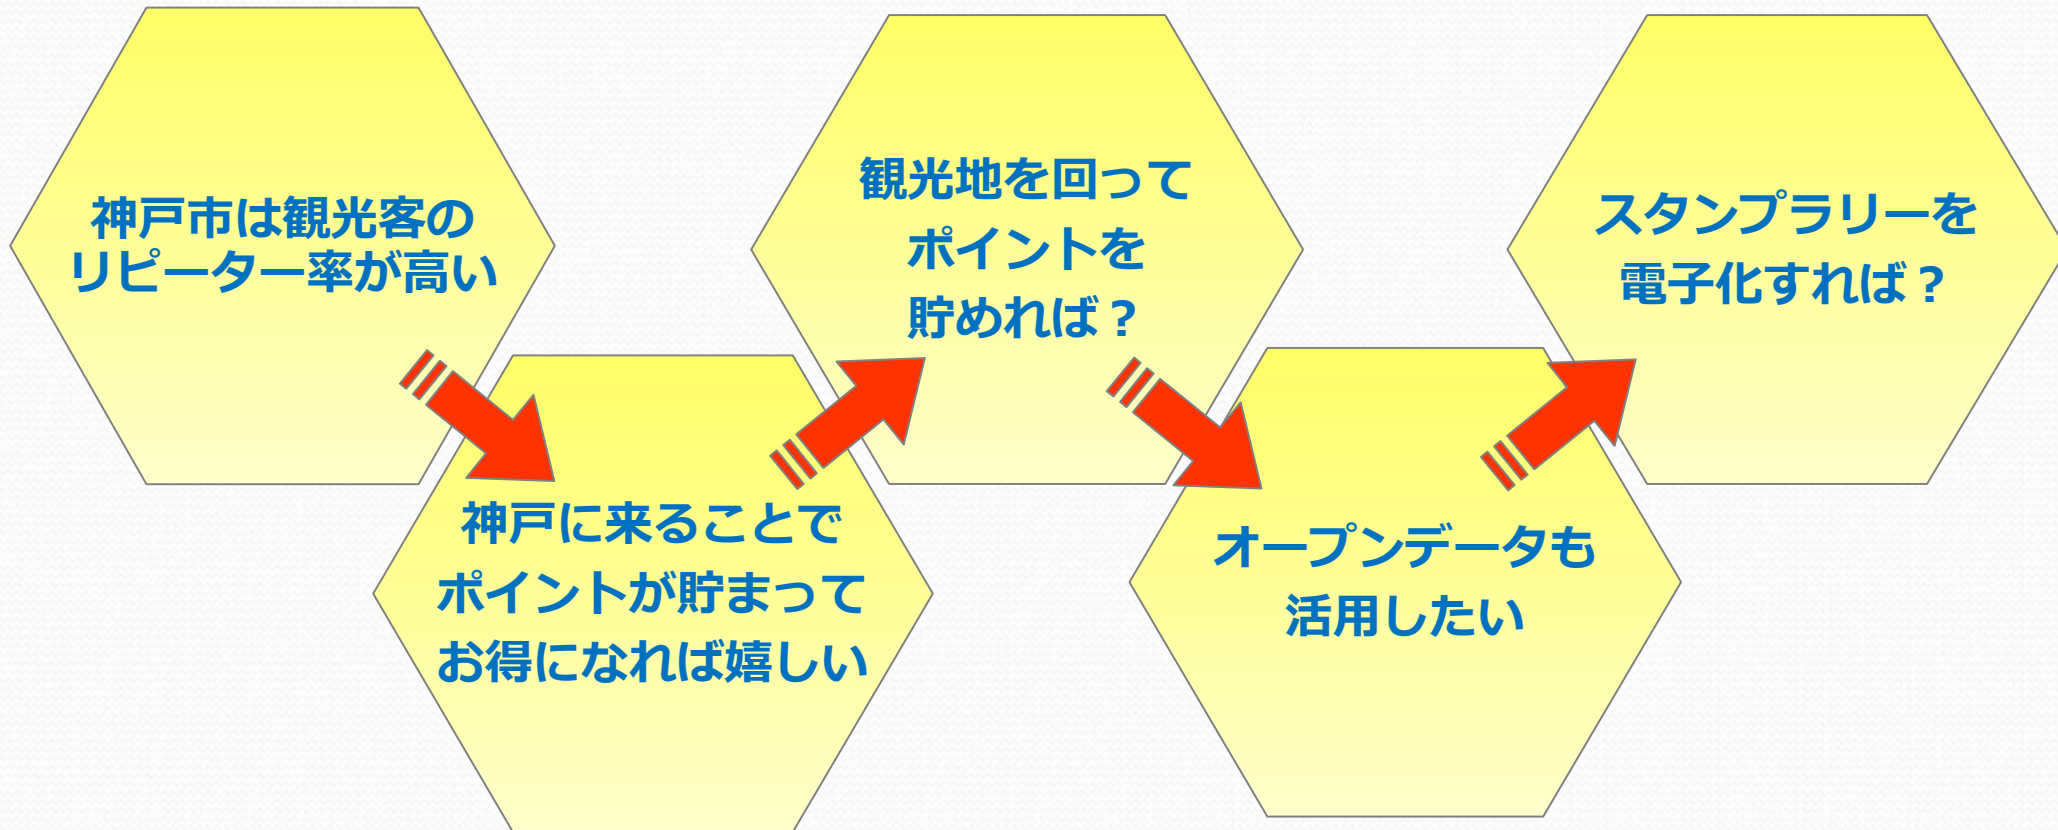 神戸市は観光客の
リピーター率が高い
神戸に来ることで
ポイントが貯まって
お得になれば嬉しい
観光地を回って
ポイントを
貯めれば？
オープンデータも
活用したい
スタンプラリーを
電子化すれば？